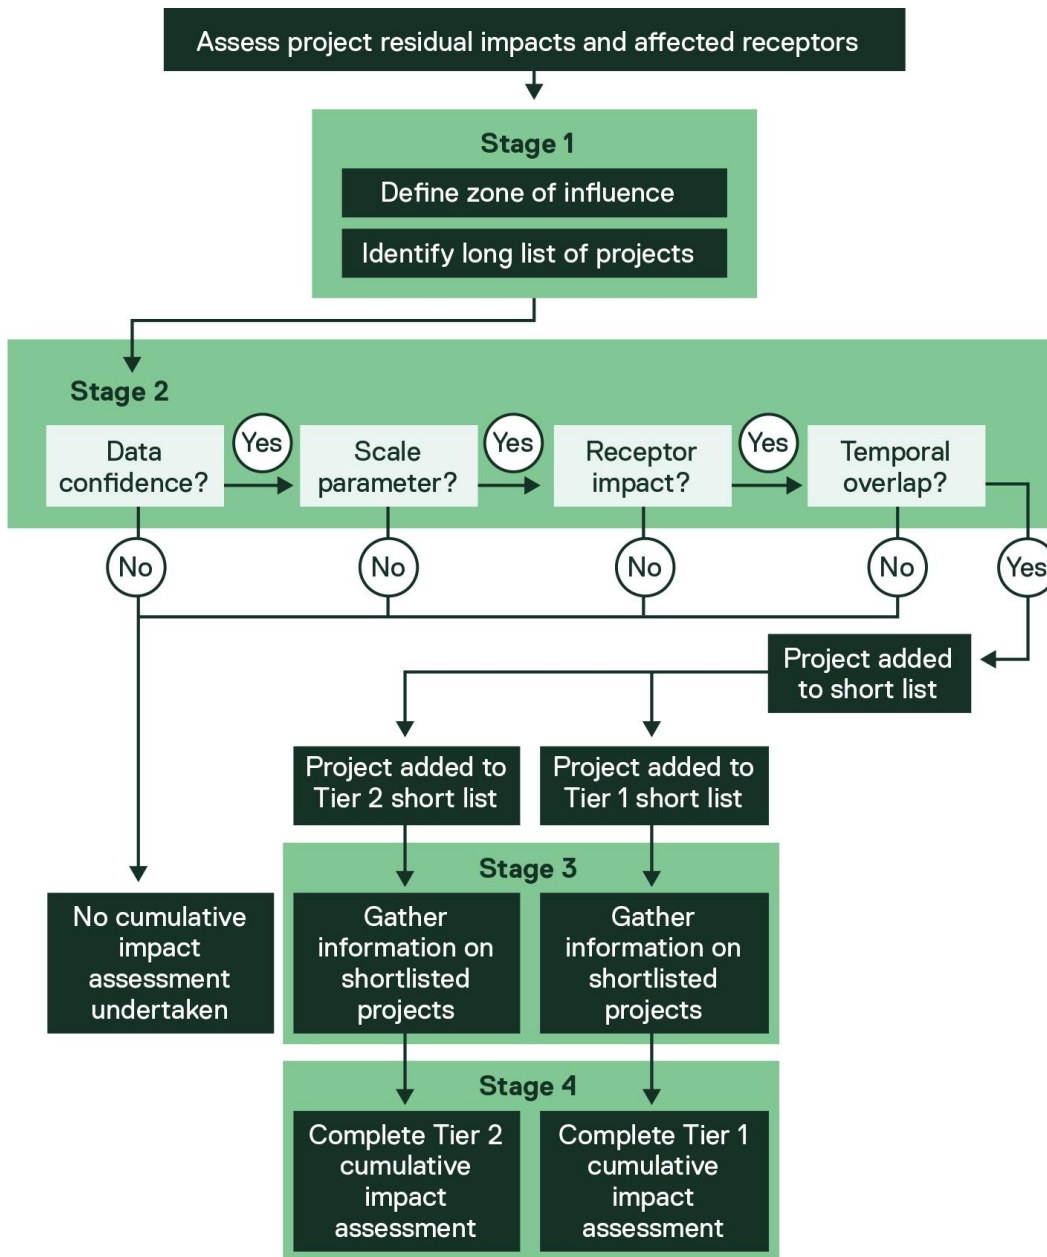 Assess project residual impacts and affected receptors
Stage 1
Define zone of influence
Identify long list of projects
Stage 2
Data
confidence?
Yes
Scale
parameter?
Yes
Receptor
impact?
Yes
Temporal
overlap?
No
No
No
No
Yes
Project added
to short list
Project added to
Tier 2 short list
Project added to
Tier 1 short list
Stage 3
No cumulative
impact
assessment
undertaken
Gather
information on
shortlisted
projects
Gather
information on
shortlisted
projects
Stage 4
Complete Tier 2
cumulative
impact
assessment
Complete Tier 1
cumulative
impact
assessment